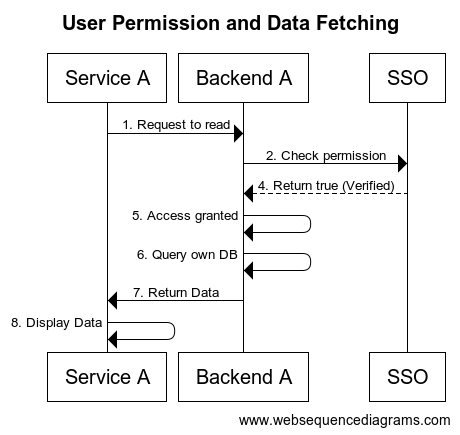 User Permission and Data Fetching
Service A
Backend A
SSO
1. Request to read
2. Check permission
4. Return true (Verified)
5. Access granted
6. Query own DB
7. Return Data
8. Display Data
Service A
Backend A
SSO
www.websequencediagrams.com